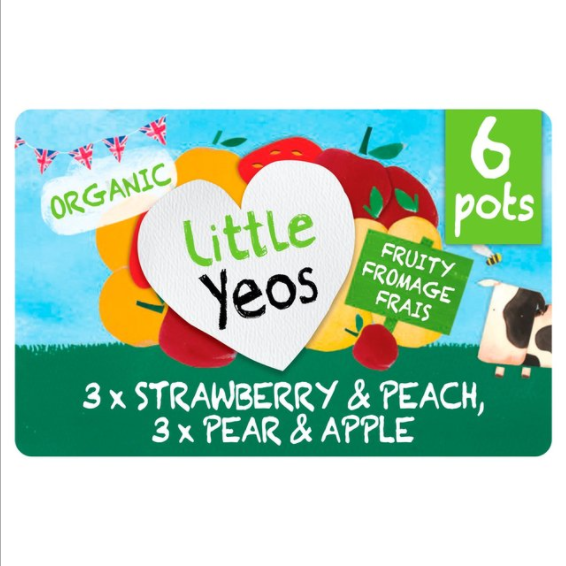 ORGANIC
6
pots
little
yeos
FRUITY
FROMAGE
FRAIS
3 x STRAWBERRY & PEACH,
3 x PEAR & APPLE